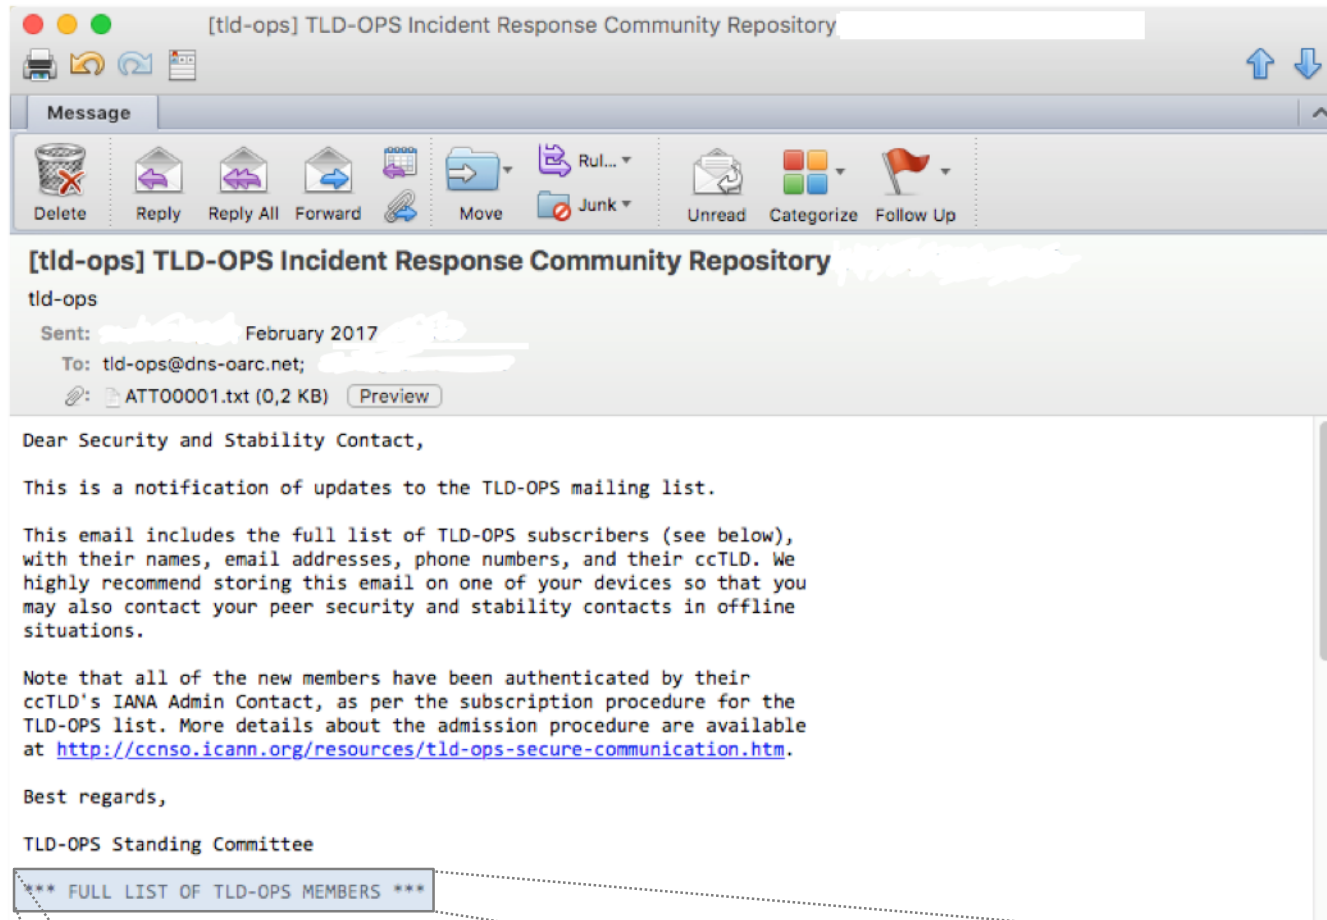 [tld-ops] TLD-OPS Incident Response Community Repository
Message
Delete
Reply
Reply All
Forward
Move
Rul...
Junk
Unread
Categorize
Follow Up
[tld-ops] TLD-OPS Incident Response Community Repository
tld-ops
Sent: February 2017
To: tld-ops@dns-oarc.net;
ATT00001.txt (0,2 KB) Preview
Dear Security and Stability Contact,
This is a notification of updates to the TLD-OPS mailing list.
This email includes the full list of TLD-OPS subscribers (see below),
with their names, email addresses, phone numbers, and their ccTLD. We
highly recommend storing this email on one of your devices so that you
may also contact your peer security and stability contacts in offline
situations.
Note that all of the new members have been authenticated by their
ccTLD's IANA Admin Contact, as per the subscription procedure for the
TLD-OPS list. More details about the admission procedure are available
at http://ccnso.icann.org/resources/tld-ops-secure-communication.htm.
Best regards,
TLD-OPS Standing Committee
*** FULL LIST OF TLD-OPS MEMBERS ***